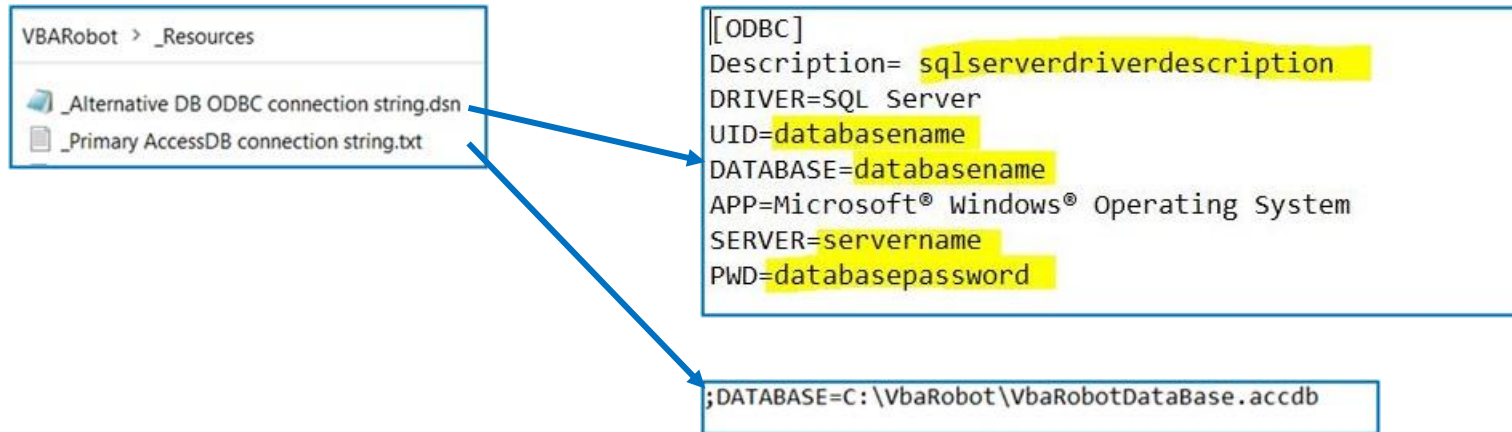 VBARobot > _Resources
_Alternative DB ODBC connection string.dsn
_Primary AccessDB connection string.txt
[ODBC]
Description= sqlserverdriverdescription
DRIVER=SQL Server
UID=databasename
DATABASE=databasename
APP=Microsoft® Windows® Operating System
SERVER=servername
PWD=databasepassword
;DATABASE=C:\VbaRobot\VbaRobotDataBase.accdb